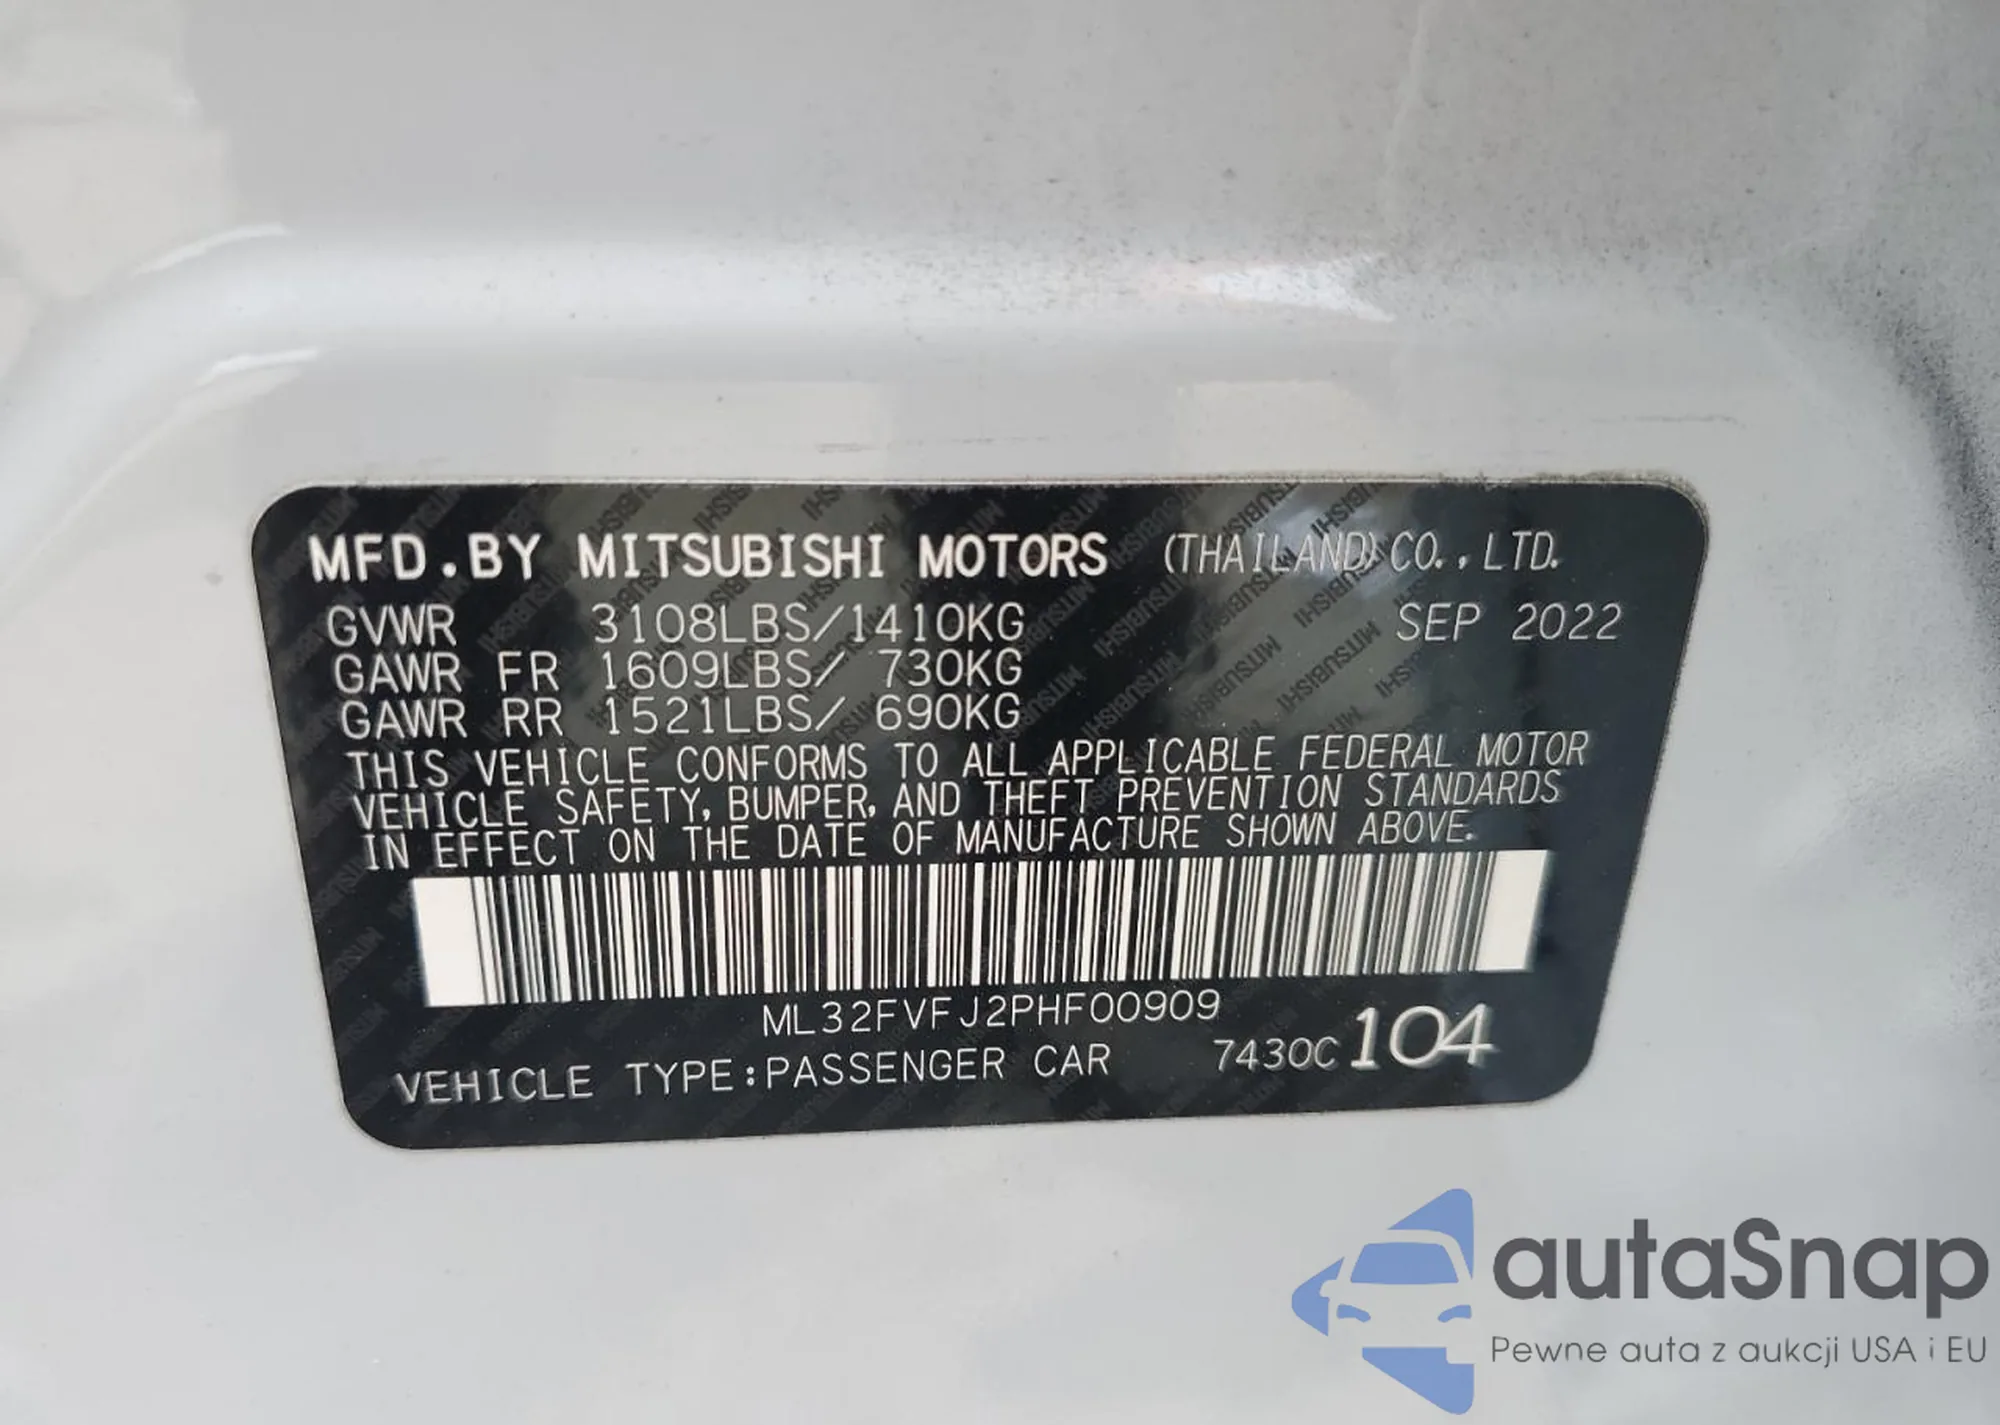 MFD.BY MITSUBISHI MOTORS (THAILAND) CO.,LTD.
GVWR 3108LBS/1410KG SEP 2022
GAWR FR 1609LBS/ 730KG
GAWR RR 1521LBS/ 690KG
THIS VEHICLE CONFORMS TO ALL APPLICABLE FEDERAL MOTOR
VEHICLE SAFETY, BUMPER, AND THEFT PREVENTION STANDARDS
IN EFFECT ON THE DATE OF MANUFACTURE SHOWN ABOVE.
ML32FVFJ2PHF00909
VEHICLE TYPE:PASSENGER CAR 7430C 104
autaSnap
Pewne auta z aukcji USA i EU